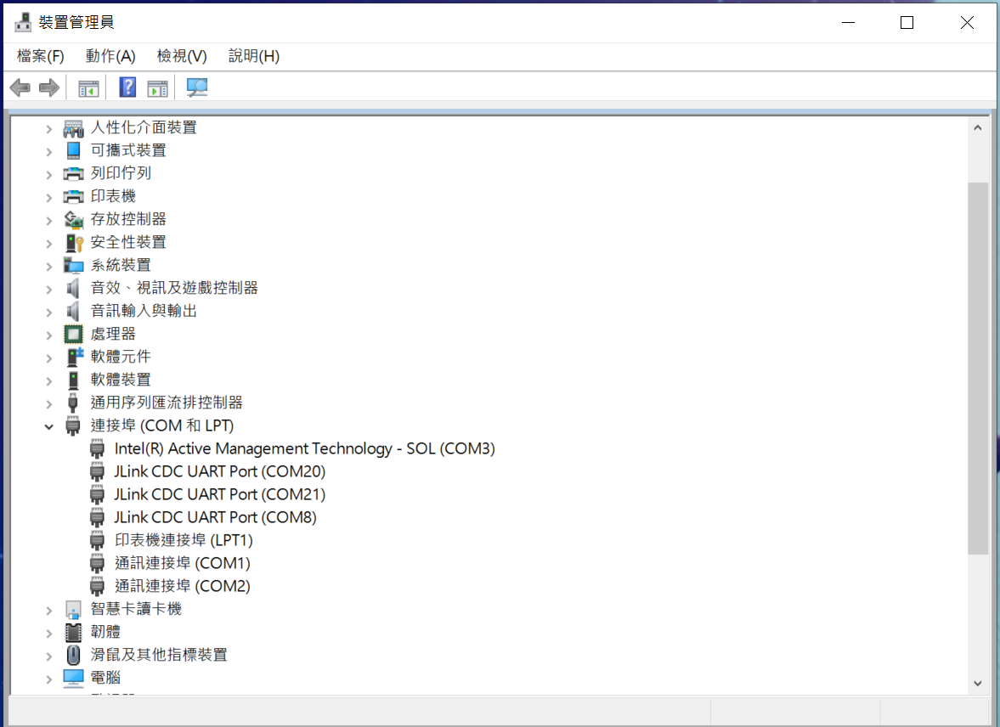 裝置管理員
檔案(F) 動作(A) 檢視(V) 說明(H)
人性化介面裝置
可攜式裝置
列印佇列
印表機
存放控制器
安全性裝置
系統裝置
音效、視訊及遊戲控制器
音訊輸入與輸出
處理器
軟體元件
軟體裝置
通用序列匯流排控制器
連接埠 (COM 和 LPT)
Intel(R) Active Management Technology - SOL (COM3)
JLink CDC UART Port (COM20)
JLink CDC UART Port (COM21)
JLink CDC UART Port (COM8)
印表機連接埠 (LPT1)
通訊連接埠 (COM1)
通訊連接埠 (COM2)
智慧卡讀卡機
韌體
滑鼠及其他指標裝置
電腦